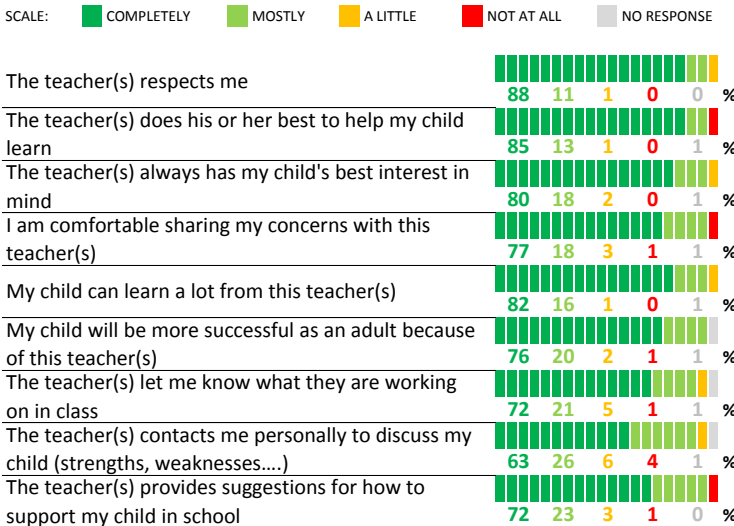 SCALE: COMPLETELY MOSTLY A LITTLE NOT AT ALL NO RESPONSE
The teacher(s) respects me
88 11 1 0 0 %
The teacher(s) does his or her best to help my child
learn
85 13 1 0 1 %
The teacher(s) always has my child's best interest in
mind
80 18 2 0 1 %
I am comfortable sharing my concerns with this
teacher(s)
77 18 3 1 1 %
My child can learn a lot from this teacher(s)
82 16 1 0 1 %
My child will be more successful as an adult because
of this teacher(s)
76 20 2 1 1 %
The teacher(s) let me know what they are working
on in class
72 21 5 1 1 %
The teacher(s) contacts me personally to discuss my
child (strengths, weaknesses....)
63 26 6 4 1 %
The teacher(s) provides suggestions for how to
support my child in school
72 23 3 1 0 %